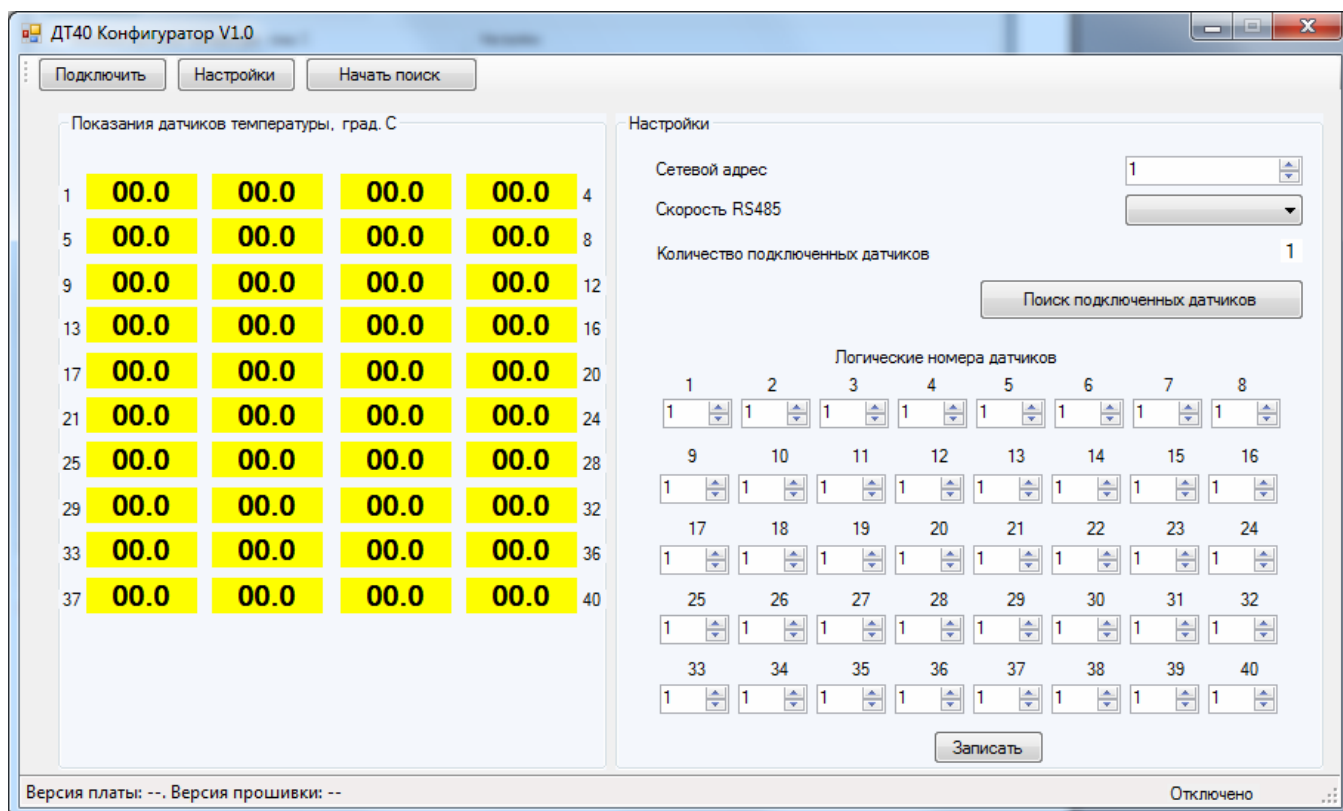 ДТ40 Конфигуратор V1.0
Подключить Настройки Начать поиск
Показания датчиков температуры, град. С
1 00.0 00.0 00.0 00.0 4
5 00.0 00.0 00.0 00.0 8
9 00.0 00.0 00.0 00.0 12
13 00.0 00.0 00.0 00.0 16
17 00.0 00.0 00.0 00.0 20
21 00.0 00.0 00.0 00.0 24
25 00.0 00.0 00.0 00.0 28
29 00.0 00.0 00.0 00.0 32
33 00.0 00.0 00.0 00.0 36
37 00.0 00.0 00.0 00.0 40
Настройки
Сетевой адрес 1
Скорость RS485
Количество подключенных датчиков 1
Поиск подключенных датчиков
Логические номера датчиков
1 2 3 4 5 6 7 8
1 1 1 1 1 1 1 1
9 10 11 12 13 14 15 16
1 1 1 1 1 1 1 1
17 18 19 20 21 22 23 24
1 1 1 1 1 1 1 1
25 26 27 28 29 30 31 32
1 1 1 1 1 1 1 1
33 34 35 36 37 38 39 40
1 1 1 1 1 1 1 1
Записать
Версия платы: --. Версия прошивки: -- Отключено